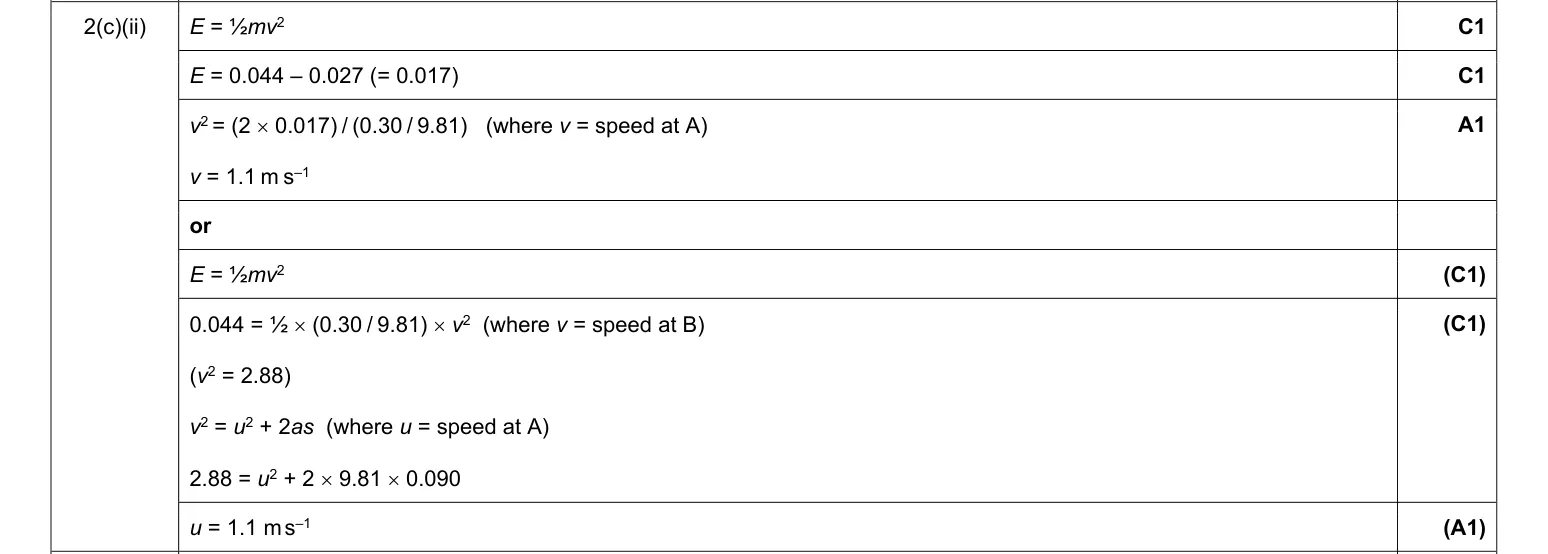 2(c)(ii) E = ½mv² C1
E = 0.044 – 0.027 (= 0.017) C1
v² = (2 × 0.017) / (0.30 / 9.81) (where v = speed at A) A1
v = 1.1 m s⁻¹
or
E = ½mv² (C1)
0.044 = ½ × (0.30 / 9.81) × v² (where v = speed at B) (C1)
(v² = 2.88)
v² = u² + 2as (where u = speed at A)
2.88 = u² + 2 × 9.81 × 0.090
u = 1.1 m s⁻¹ (A1)